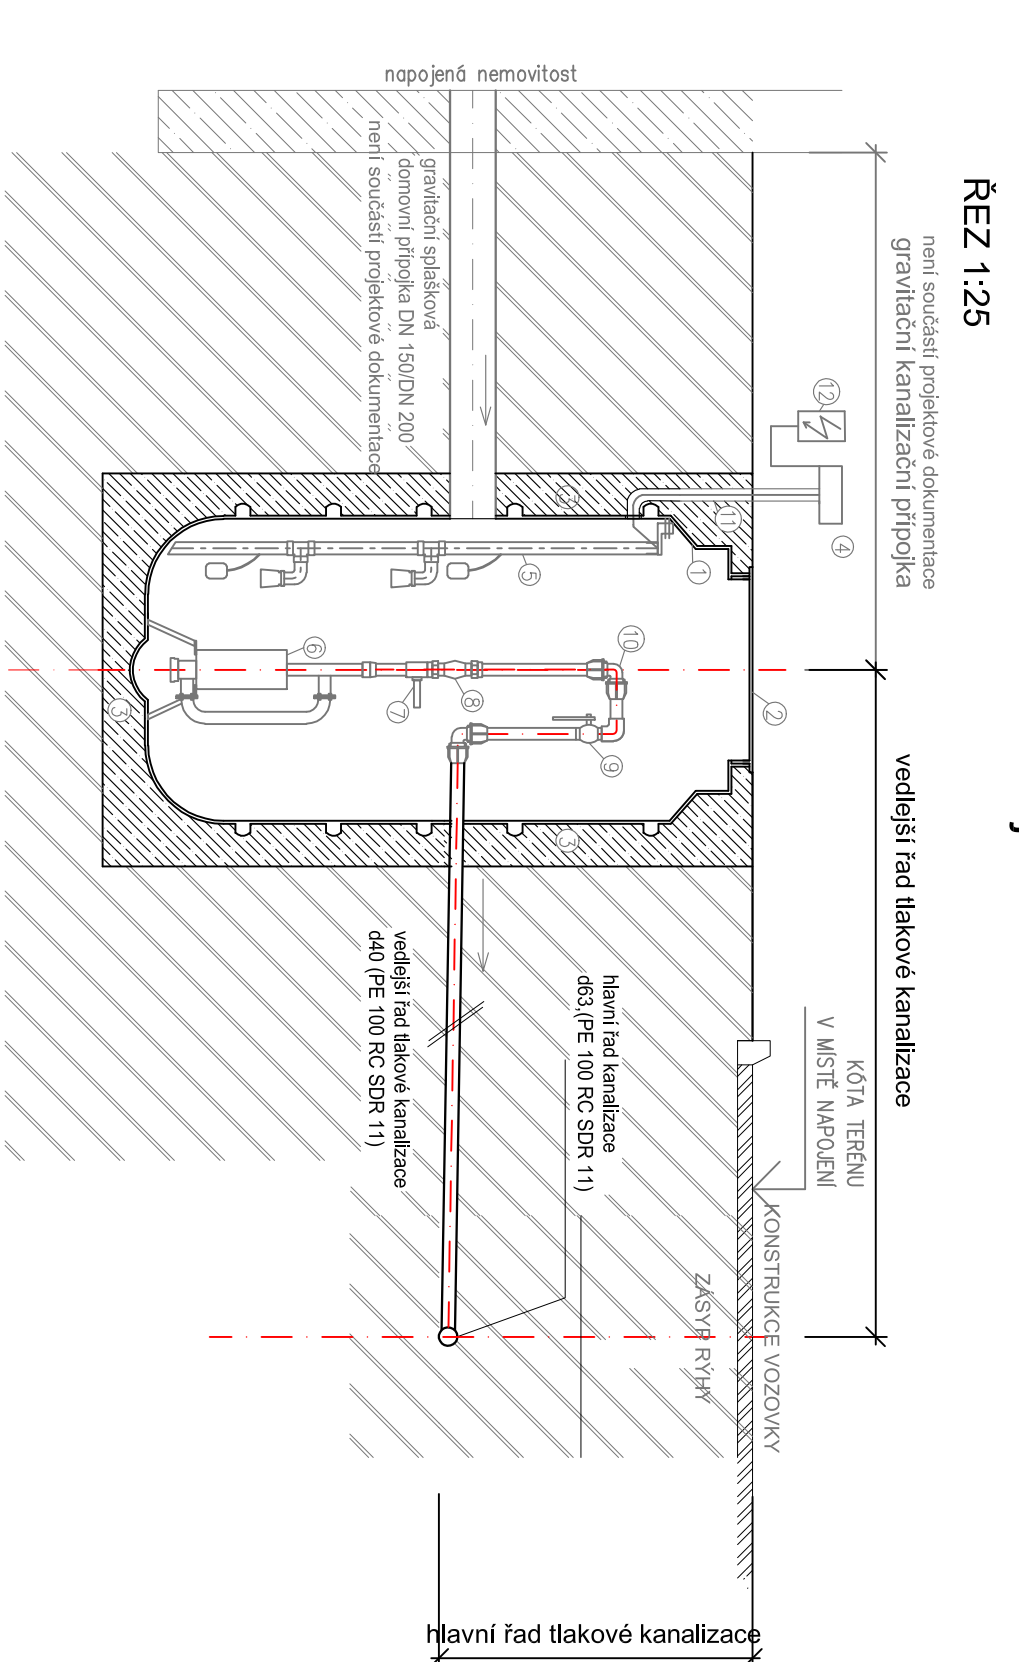 ŘEZ 1:25
není součástí projektové dokumentace
gravitační kanalizační přípojka
vedlejší řad tlakové kanalizace
KÓTA TERÉNU
V MÍSTĚ NAPOJENÍ
KONSTRUKCE VOZOVKY
ZÁSYP RÝHY
napojená nemovitost
gravitační splašková
domovní přípojka DN 150/DN 200
není součástí projektové dokumentace
hlavní řad kanalizace
d63,(PE 100 RC SDR 11)
vedlejší řad tlakové kanalizace
d40 (PE 100 RC SDR 11)
hlavní řad tlakové kanalizace
12
4
11
3
1
5
10
2
6
7
8
9
3
3